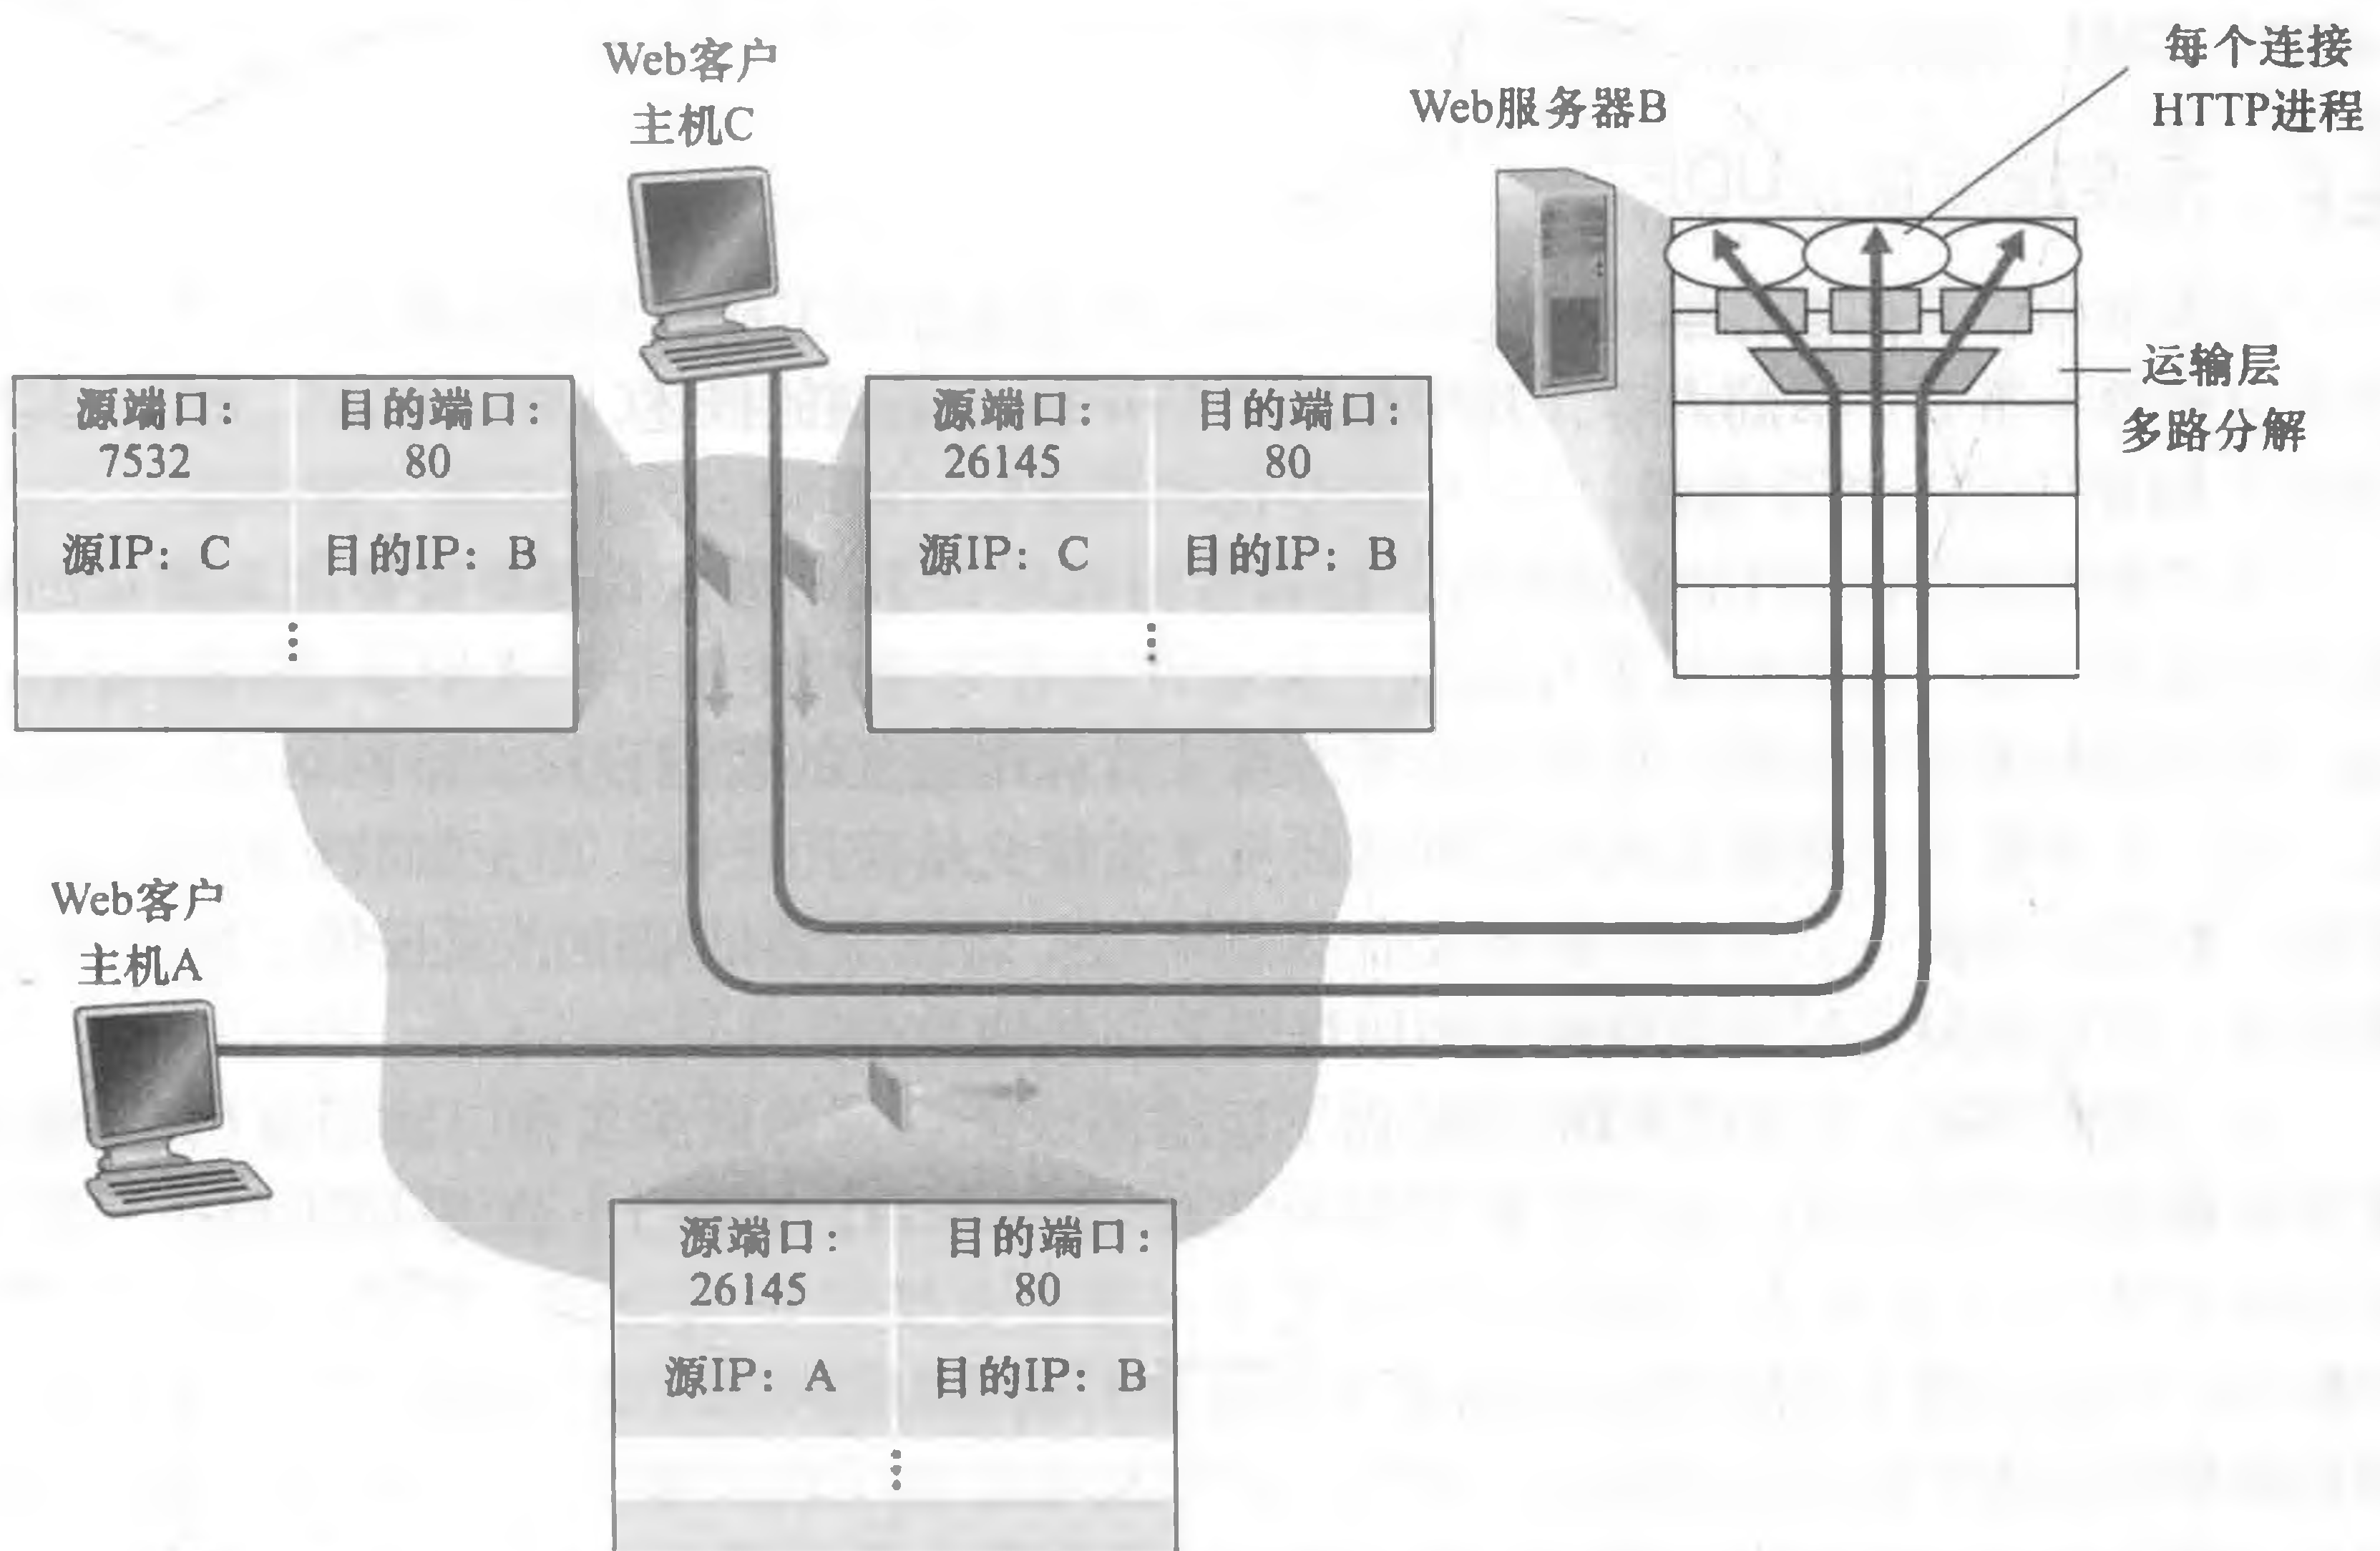 Web客户
主机C
Web服务器B
每个连接
HTTP进程
运输层
多路分解
源端口：
7532
目的端口：
80
源IP：C
目的IP：B
⋮
源端口：
26145
目的端口：
80
源IP：C
目的IP：B
⋮
Web客户
主机A
源端口：
26145
目的端口：
80
源IP：A
目的IP：B
⋮